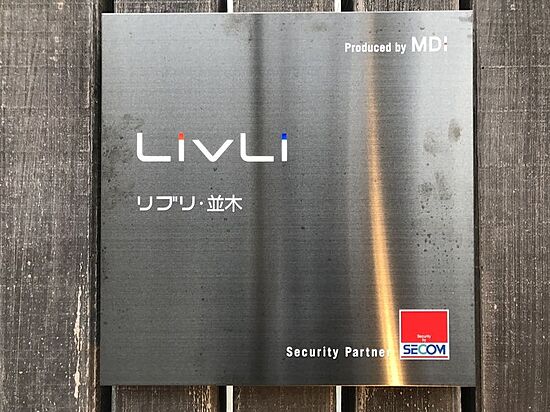 Produced by MDI
LivLi
リブリ・並木
Security
by
SECOM
Security Partner